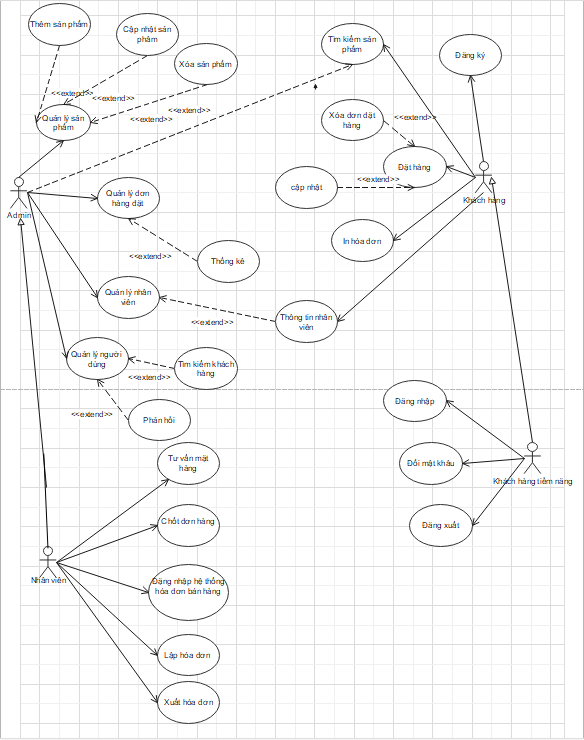 Thêm sản phẩm
Cập nhật sản
phẩm
Xóa sản phẩm
Tìm kiếm sản
phẩm
Đăng ký
<<extend>>
<<extend>>
<<extend>>
<<extend>>
Quản lý sản
phẩm
Xóa đơn đặt
hàng
<<extend>>
Đặt hàng
<<extend>>
cập nhật
Admin
Quản lý đơn
hàng đặt
Khách hàng
In hóa đơn
<<extend>>
Thống kê
Quản lý nhân
viên
<<extend>>
Thông tin nhân
viên
Quản lý người
dùng
<<extend>>
Tìm kiếm khách
hàng
<<extend>>
Phản hồi
Đăng nhập
Đổi mật khẩu
Khách hàng tiềm năng
Đăng xuất
Tư vấn mặt
hàng
Chốt đơn hàng
Nhân viên
Đặng nhập hệ thống
hóa đơn bán hàng
Lập hóa đơn
Xuất hóa đơn